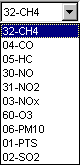 32-CH4
32-CH4
04-CO
05-HC
30-NO
31-NO2
03-NOx
60-O3
06-PM10
01-PTS
02-SO2